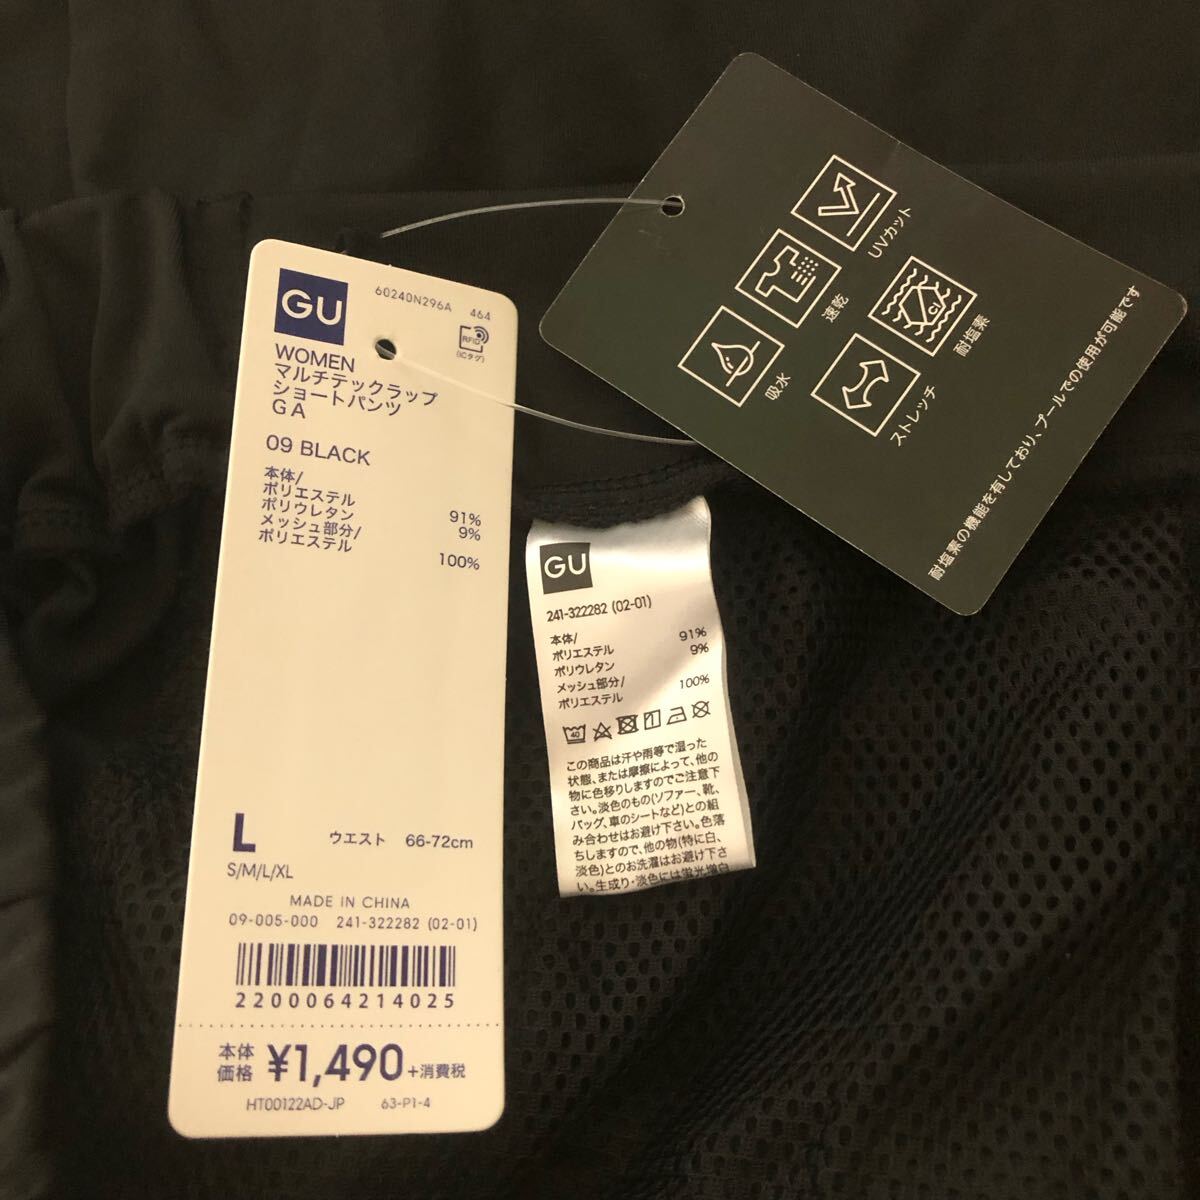 GU
60240N296A 464
RFID
(ICタグ)
WOMEN
マルチテックラップ
ショートパンツ
GA
09 BLACK
本体/
ポリエステル 91%
ポリウレタン 9%
メッシュ部分/
ポリエステル 100%
L ウエスト 66-72cm
S/M/L/XL
MADE IN CHINA
09-005-000 241-322282 (02-01)
2200064214025
本体
価格 ¥1,490 +消費税
HT00122AD-JP 63-P1-4
GU
241-322282 (02-01)
本体/
ポリエステル 91%
ポリウレタン 9%
メッシュ部分/
ポリエステル 100%
40
この商品は汗や雨等で湿った
状態、または摩擦によって、他の
物に色移りしますのでご注意下
さい。淡色のもの(ソファー、靴、
バッグ、車のシートなど)との組
み合わせはお避け下さい。色落
ちしますので、他の物(特に白、
淡色)とのお洗濯はお避け下さ
い。生成り・淡色には蛍光増白
UVカット
速乾
吸水
耐塩素
ストレッチ
耐塩素の機能を有しており、プールでの使用が可能です